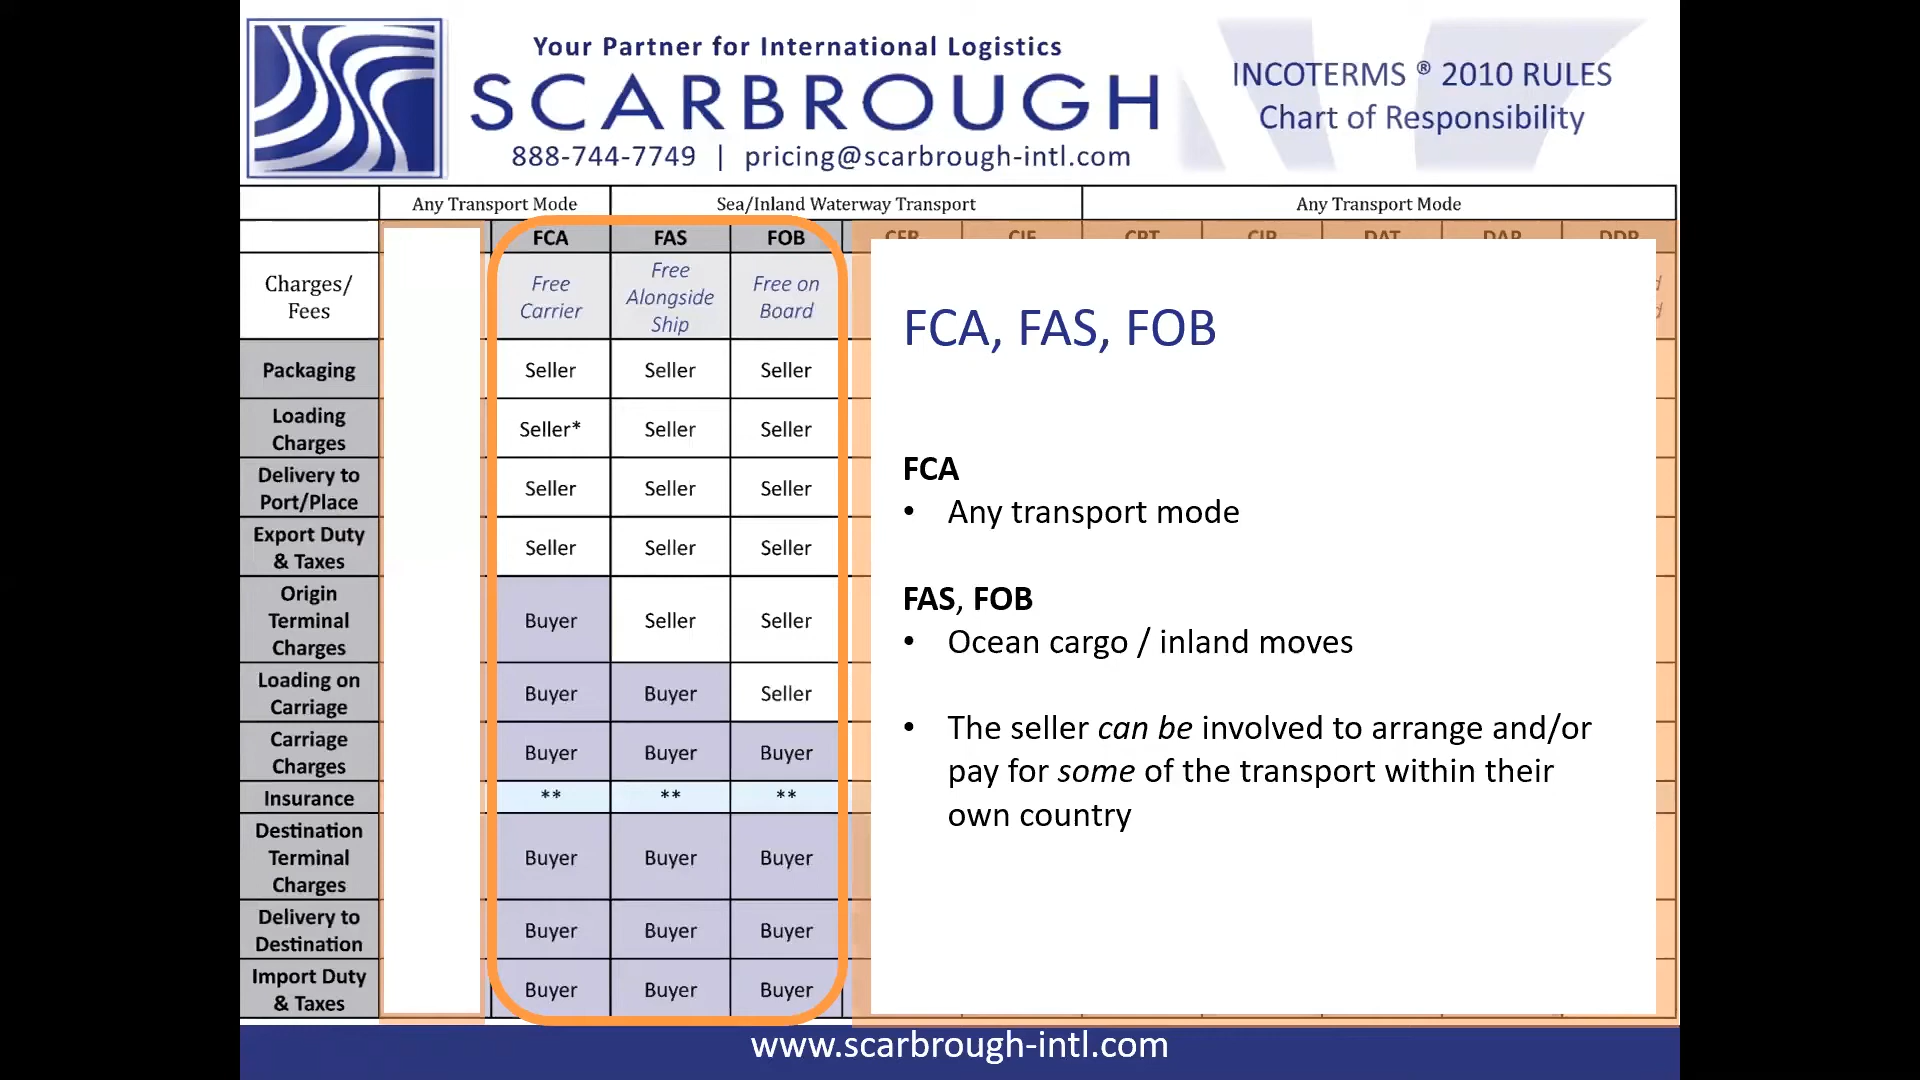 Your Partner for International Logistics
SCARBROUGH
888-744-7749 | pricing@scarbrough-intl.com
INCOTERMS ® 2010 RULES
Chart of Responsibility
Any Transport Mode Sea/Inland Waterway Transport Any Transport Mode
FCA FAS FOB CFR CIF CPT CIP DAT DAP DDP
Charges/
Fees
Free
Carrier
Free
Alongside
Ship
Free on
Board
Packaging Seller Seller Seller
Loading
Charges
Seller* Seller Seller
Delivery to
Port/Place
Seller Seller Seller
Export Duty
& Taxes
Seller Seller Seller
Origin
Terminal
Charges
Buyer Seller Seller
Loading on
Carriage
Buyer Buyer Seller
Carriage
Charges
Buyer Buyer Buyer
Insurance ** ** **
Destination
Terminal
Charges
Buyer Buyer Buyer
Delivery to
Destination
Buyer Buyer Buyer
Import Duty
& Taxes
Buyer Buyer Buyer
FCA, FAS, FOB
FCA
• Any transport mode
FAS, FOB
• Ocean cargo / inland moves
• The seller can be involved to arrange and/or
pay for some of the transport within their
own country
www.scarbrough-intl.com